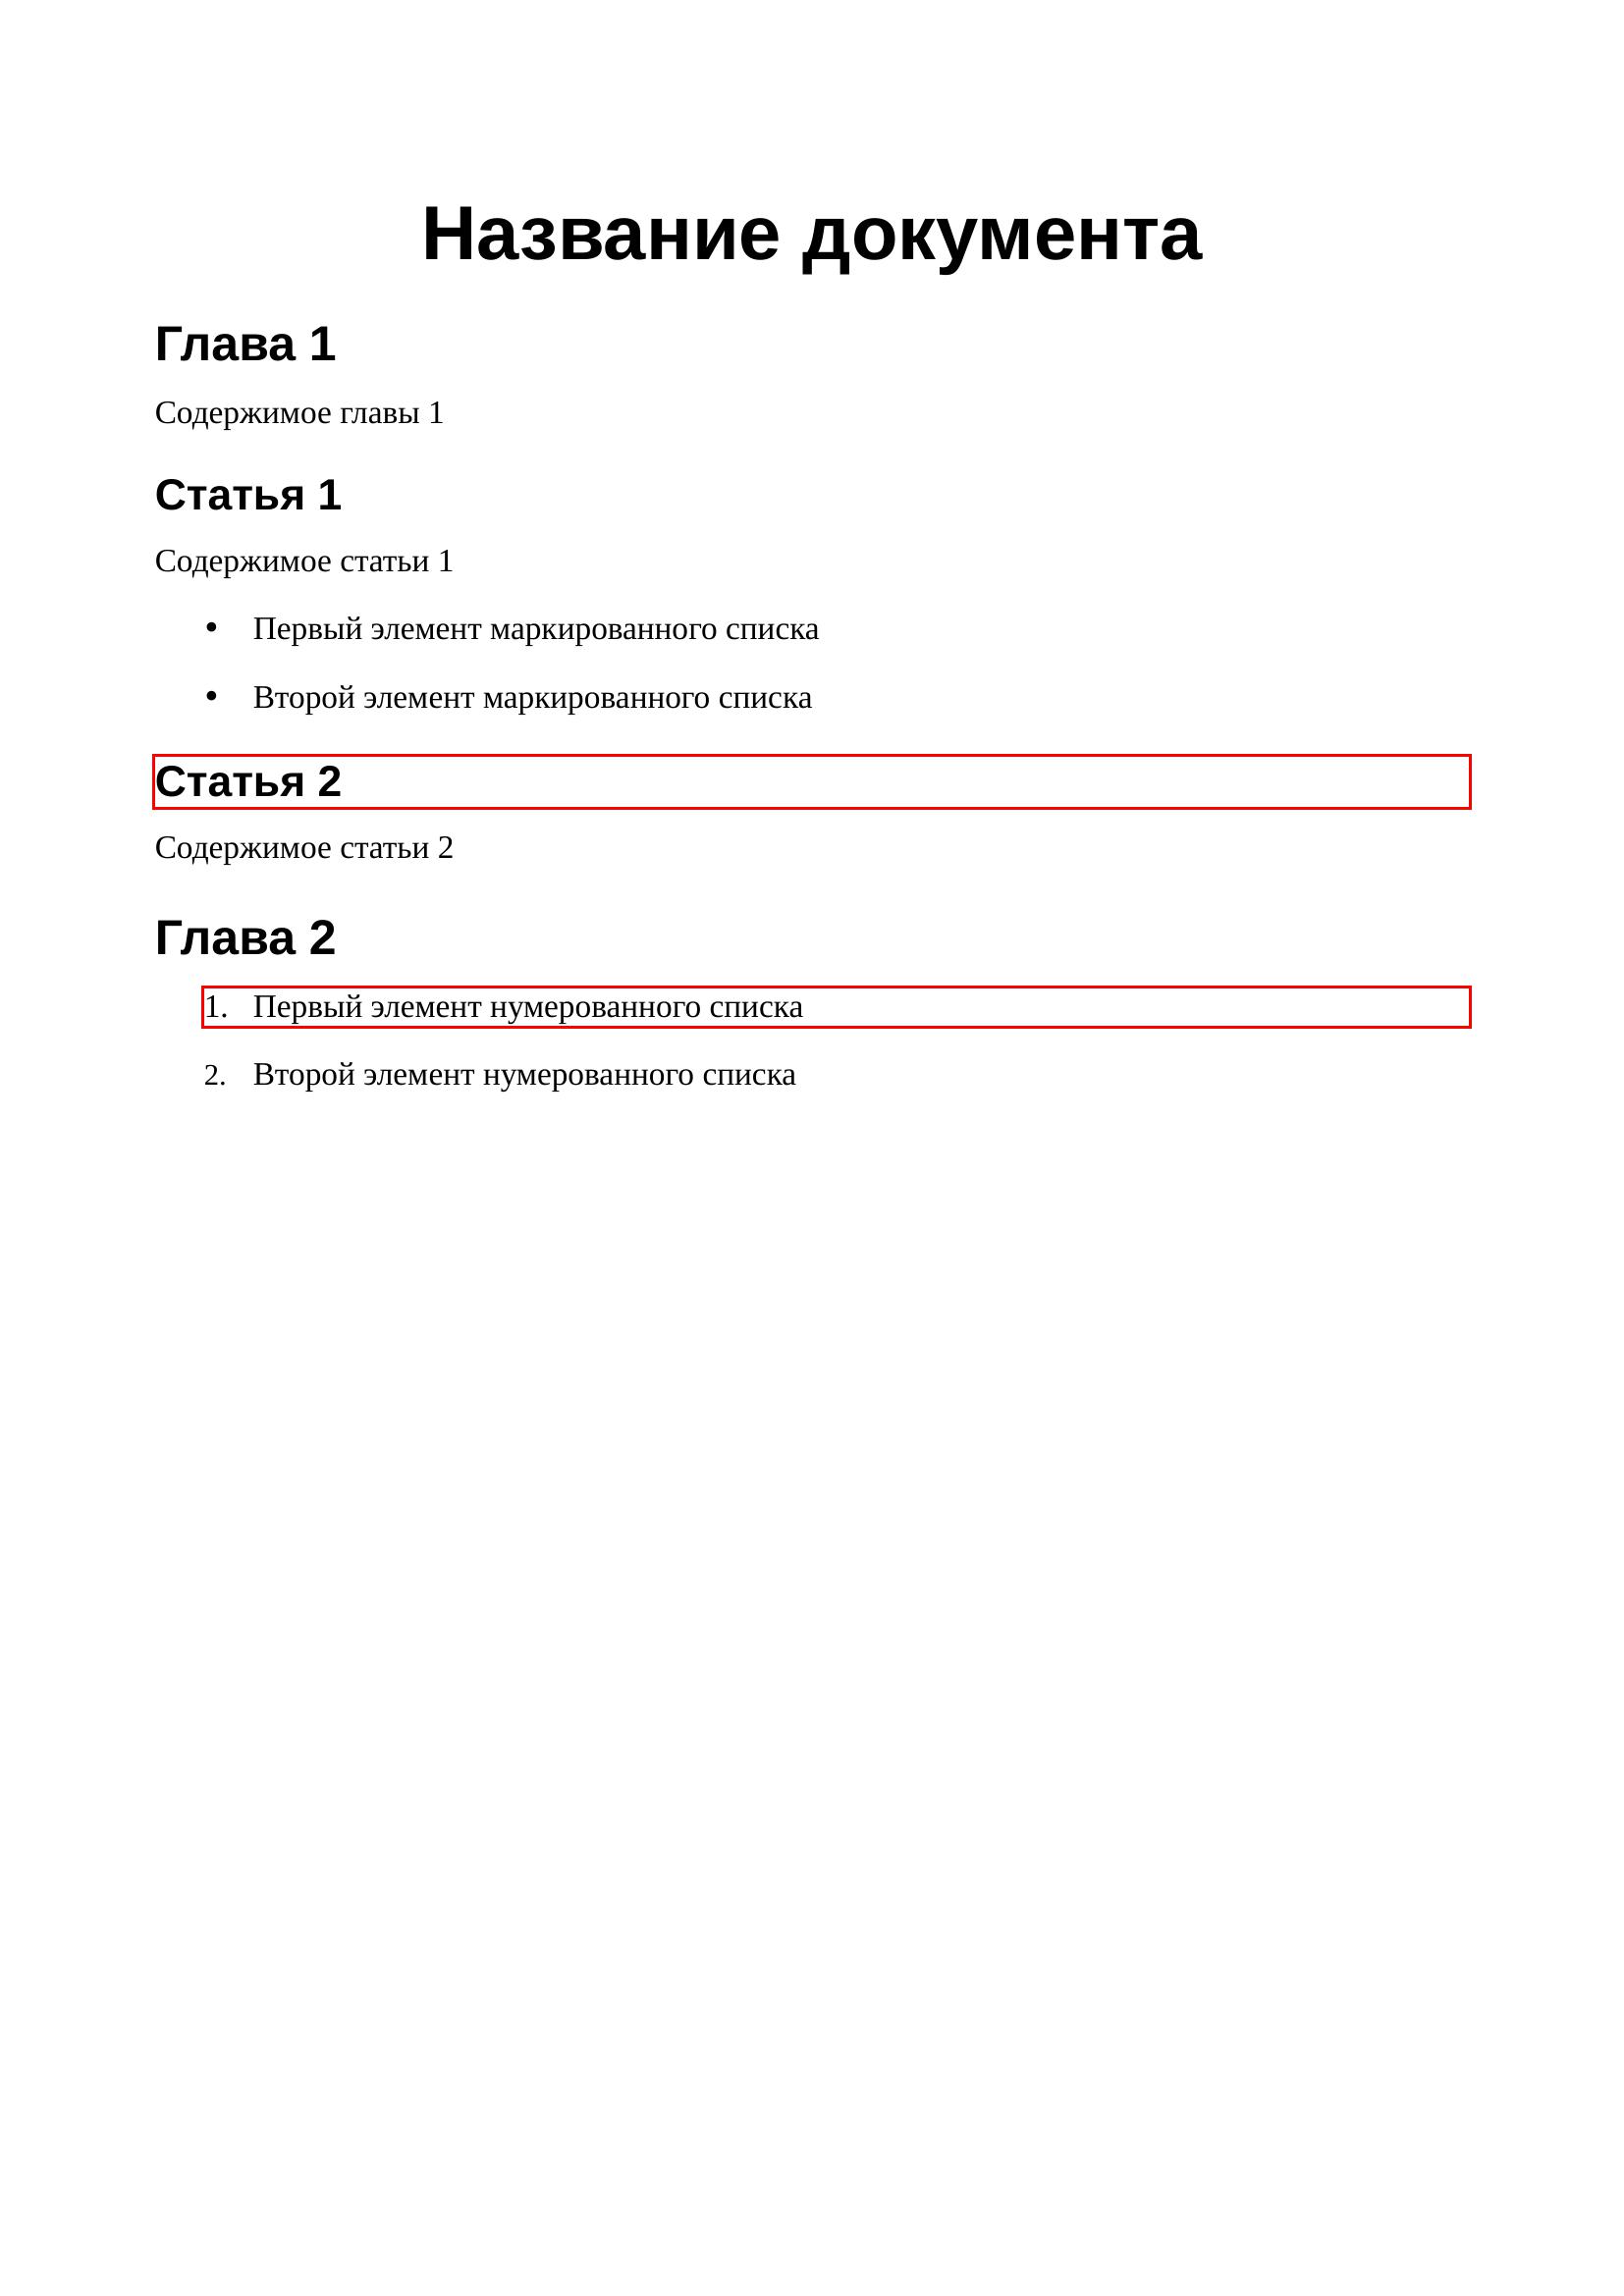 Название документа
Глава 1
Содержимое главы 1
Статья 1
Содержимое статьи 1
• Первый элемент маркированного списка
• Второй элемент маркированного списка
Статья 2
Содержимое статьи 2
Глава 2
1. Первый элемент нумерованного списка
2. Второй элемент нумерованного списка